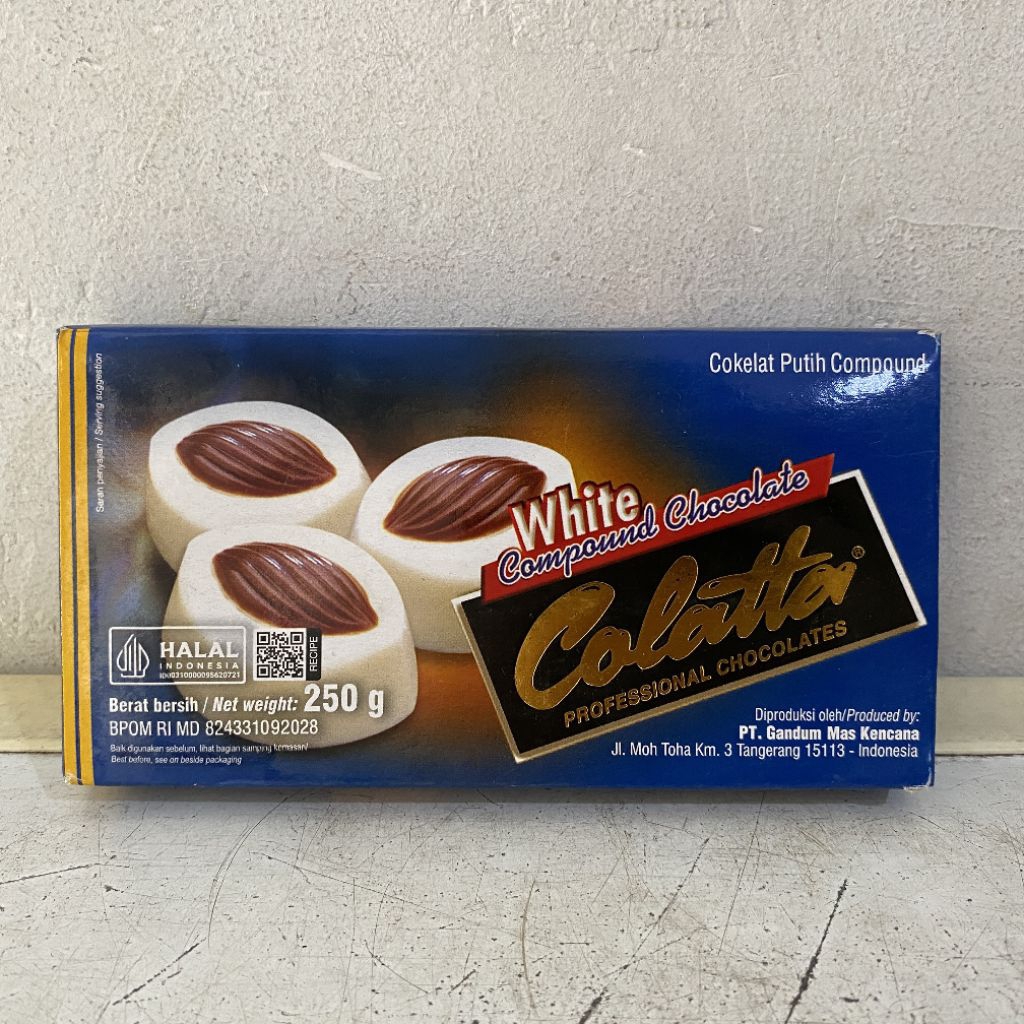 Cokelat Putih Compound
Saran penyajian / Serving suggestion
White
Compound Chocolate
Colatta®
PROFESSIONAL CHOCOLATES
HALAL
INDONESIA
RECIPE
Berat bersih / Net weight: 250 g
BPOM RI MD 824331092028
Baik digunakan sebelum, lihat bagian samping kemasan/
Best before, see on beside packaging
Diproduksi oleh/Produced by:
PT. Gandum Mas Kencana
Jl. Moh Toha Km. 3 Tangerang 15113 - Indonesia